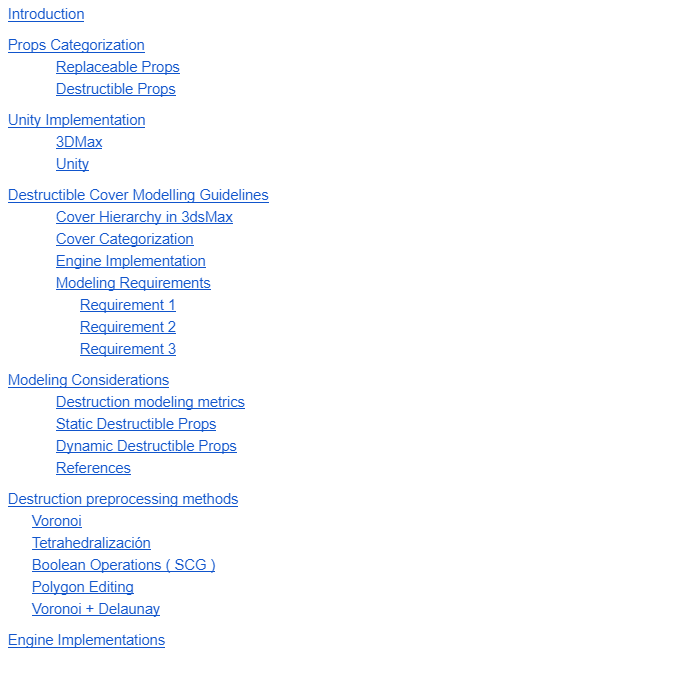 Introduction
Props Categorization
Replaceable Props
Destructible Props
Unity Implementation
3DMax
Unity
Destructible Cover Modelling Guidelines
Cover Hierarchy in 3dsMax
Cover Categorization
Engine Implementation
Modeling Requirements
Requirement 1
Requirement 2
Requirement 3
Modeling Considerations
Destruction modeling metrics
Static Destructible Props
Dynamic Destructible Props
References
Destruction preprocessing methods
Voronoi
Tetrahedralización
Boolean Operations ( SCG )
Polygon Editing
Voronoi + Delaunay
Engine Implementations